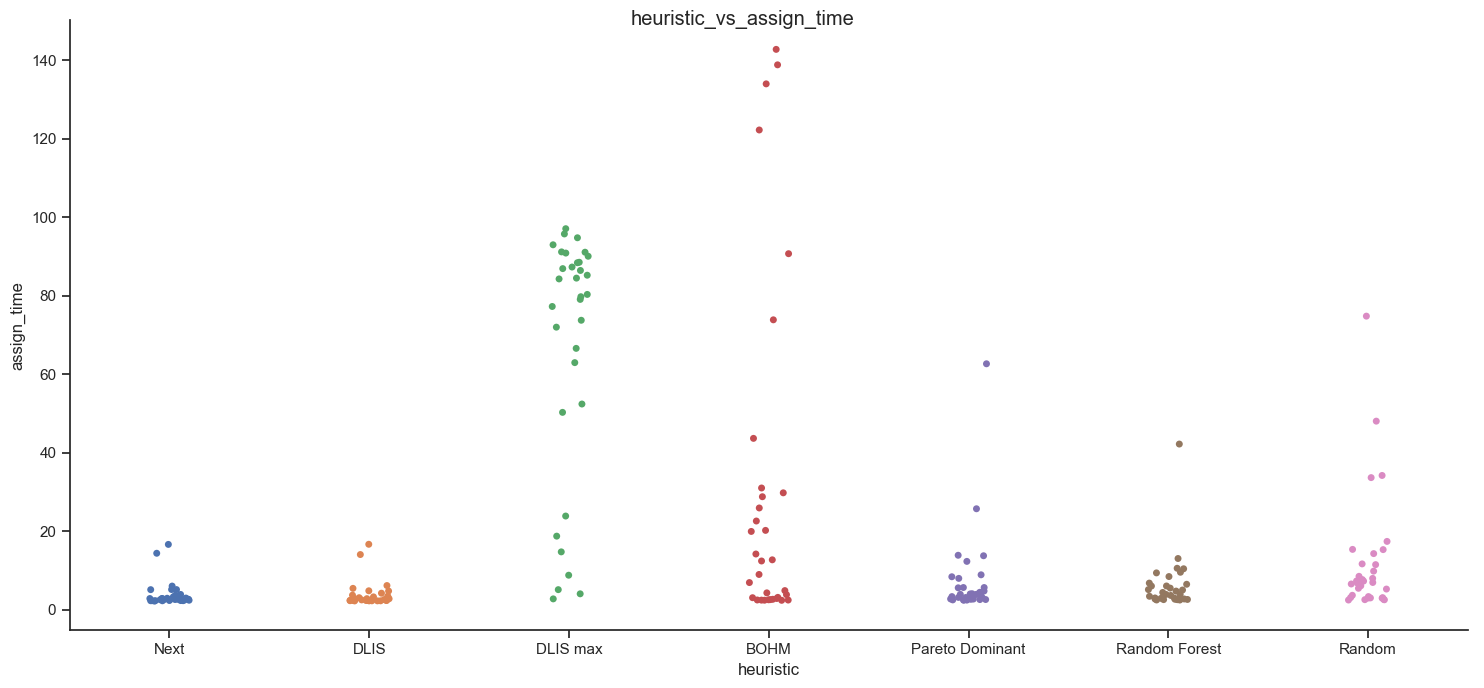 heuristic_vs_assign_time
140
120
100
80
60
40
20
0
assign_time
Next DLIS DLIS max BOHM Pareto Dominant Random Forest Random
heuristic